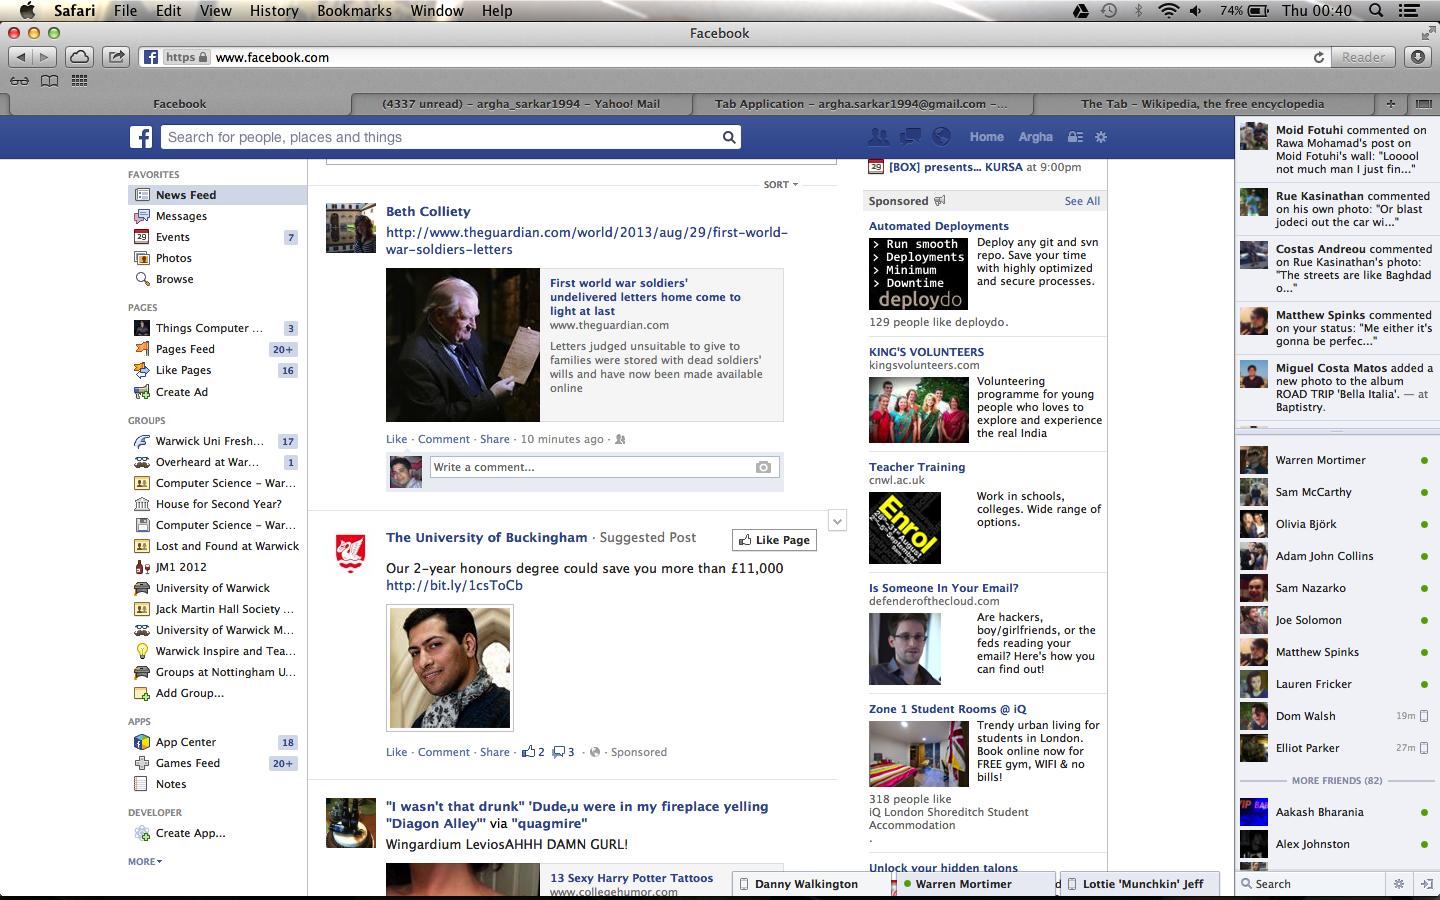 Safari File Edit View History Bookmarks Window Help 74% Thu 00:40
Facebook
https www.facebook.com Reader
Facebook (4337 unread) – argha_sarkar1994 – Yahoo! Mail Tab Application – argha.sarkar1994@gmail.com –... The Tab – Wikipedia, the free encyclopedia
Search for people, places and things Home Argha
FAVORITES
News Feed
Messages
Events 7
Photos
Browse
PAGES
Things Computer ... 3
Pages Feed 20+
Like Pages 16
Create Ad
GROUPS
Warwick Uni Fresh... 17
Overheard at War... 1
Computer Science – War...
House for Second Year?
Computer Science – War...
Lost and Found at Warwick
JM1 2012
University of Warwick
Jack Martin Hall Society ...
University of Warwick M...
Warwick Inspire and Tea...
Groups at Nottingham U...
Add Group...
APPS
App Center 18
Games Feed 20+
Notes
DEVELOPER
Create App...
MORE
SORT
Beth Colliety
http://www.theguardian.com/world/2013/aug/29/first-world-
war-soldiers-letters
First world war soldiers'
undelivered letters home come to
light at last
www.theguardian.com
Letters judged unsuitable to give to
families were stored with dead soldiers'
wills and have now been made available
online
Like · Comment · Share · 10 minutes ago ·
Write a comment...
The University of Buckingham · Suggested Post
Like Page
Our 2-year honours degree could save you more than £11,000
http://bit.ly/1csToCb
Like · Comment · Share · 2 3 · Sponsored
"I wasn't that drunk" 'Dude,u were in my fireplace yelling
"Diagon Alley"' via "quagmire"
Wingardium LeviosAHHH DAMN GURL!
13 Sexy Harry Potter Tattoos
www.collegehumor.com
[BOX] presents... KURSA at 9:00pm
Sponsored See All
Automated Deployments
> Run smooth
> Deployments
> Minimum
> Downtime
deploydo
Deploy any git and svn
repo. Save your time
with highly optimized
and secure processes.
129 people like deploydo.
KING'S VOLUNTEERS
kingsvolunteers.com
Volunteering
programme for young
people who loves to
explore and experience
the real India
Teacher Training
cnwl.ac.uk
Enrol
28th-31st August
Work in schools,
colleges. Wide range of
options.
Is Someone In Your Email?
defenderofthecloud.com
Are hackers,
boy/girlfriends, or the
feds reading your
email? Here's how you
can find out!
Zone 1 Student Rooms @ iQ
Trendy urban living for
students in London.
Book online now for
FREE gym, WIFI & no
bills!
318 people like
iQ London Shoreditch Student
Accommodation
.
Unlock your hidden talons
Moid Fotuhi commented on
Rawa Mohamad's post on
Moid Fotuhi's wall: "Looool
not much man I just fin..."
Rue Kasinathan commented
on his own photo: "Or blast
jodeci out the car wi..."
Costas Andreou commented
on Rue Kasinathan's photo:
"The streets are like Baghdad
o..."
Matthew Spinks commented
on your status: "Me either it's
gonna be perfec..."
Miguel Costa Matos added a
new photo to the album
ROAD TRIP 'Bella Italia'. — at
Baptistry.
Warren Mortimer
Sam McCarthy
Olivia Björk
Adam John Collins
Sam Nazarko
Joe Solomon
Matthew Spinks
Lauren Fricker
Dom Walsh 19m
Elliot Parker 27m
MORE FRIENDS (82)
Aakash Bharania
Alex Johnston
Search
Danny Walkington Warren Mortimer Lottie 'Munchkin' Jeff